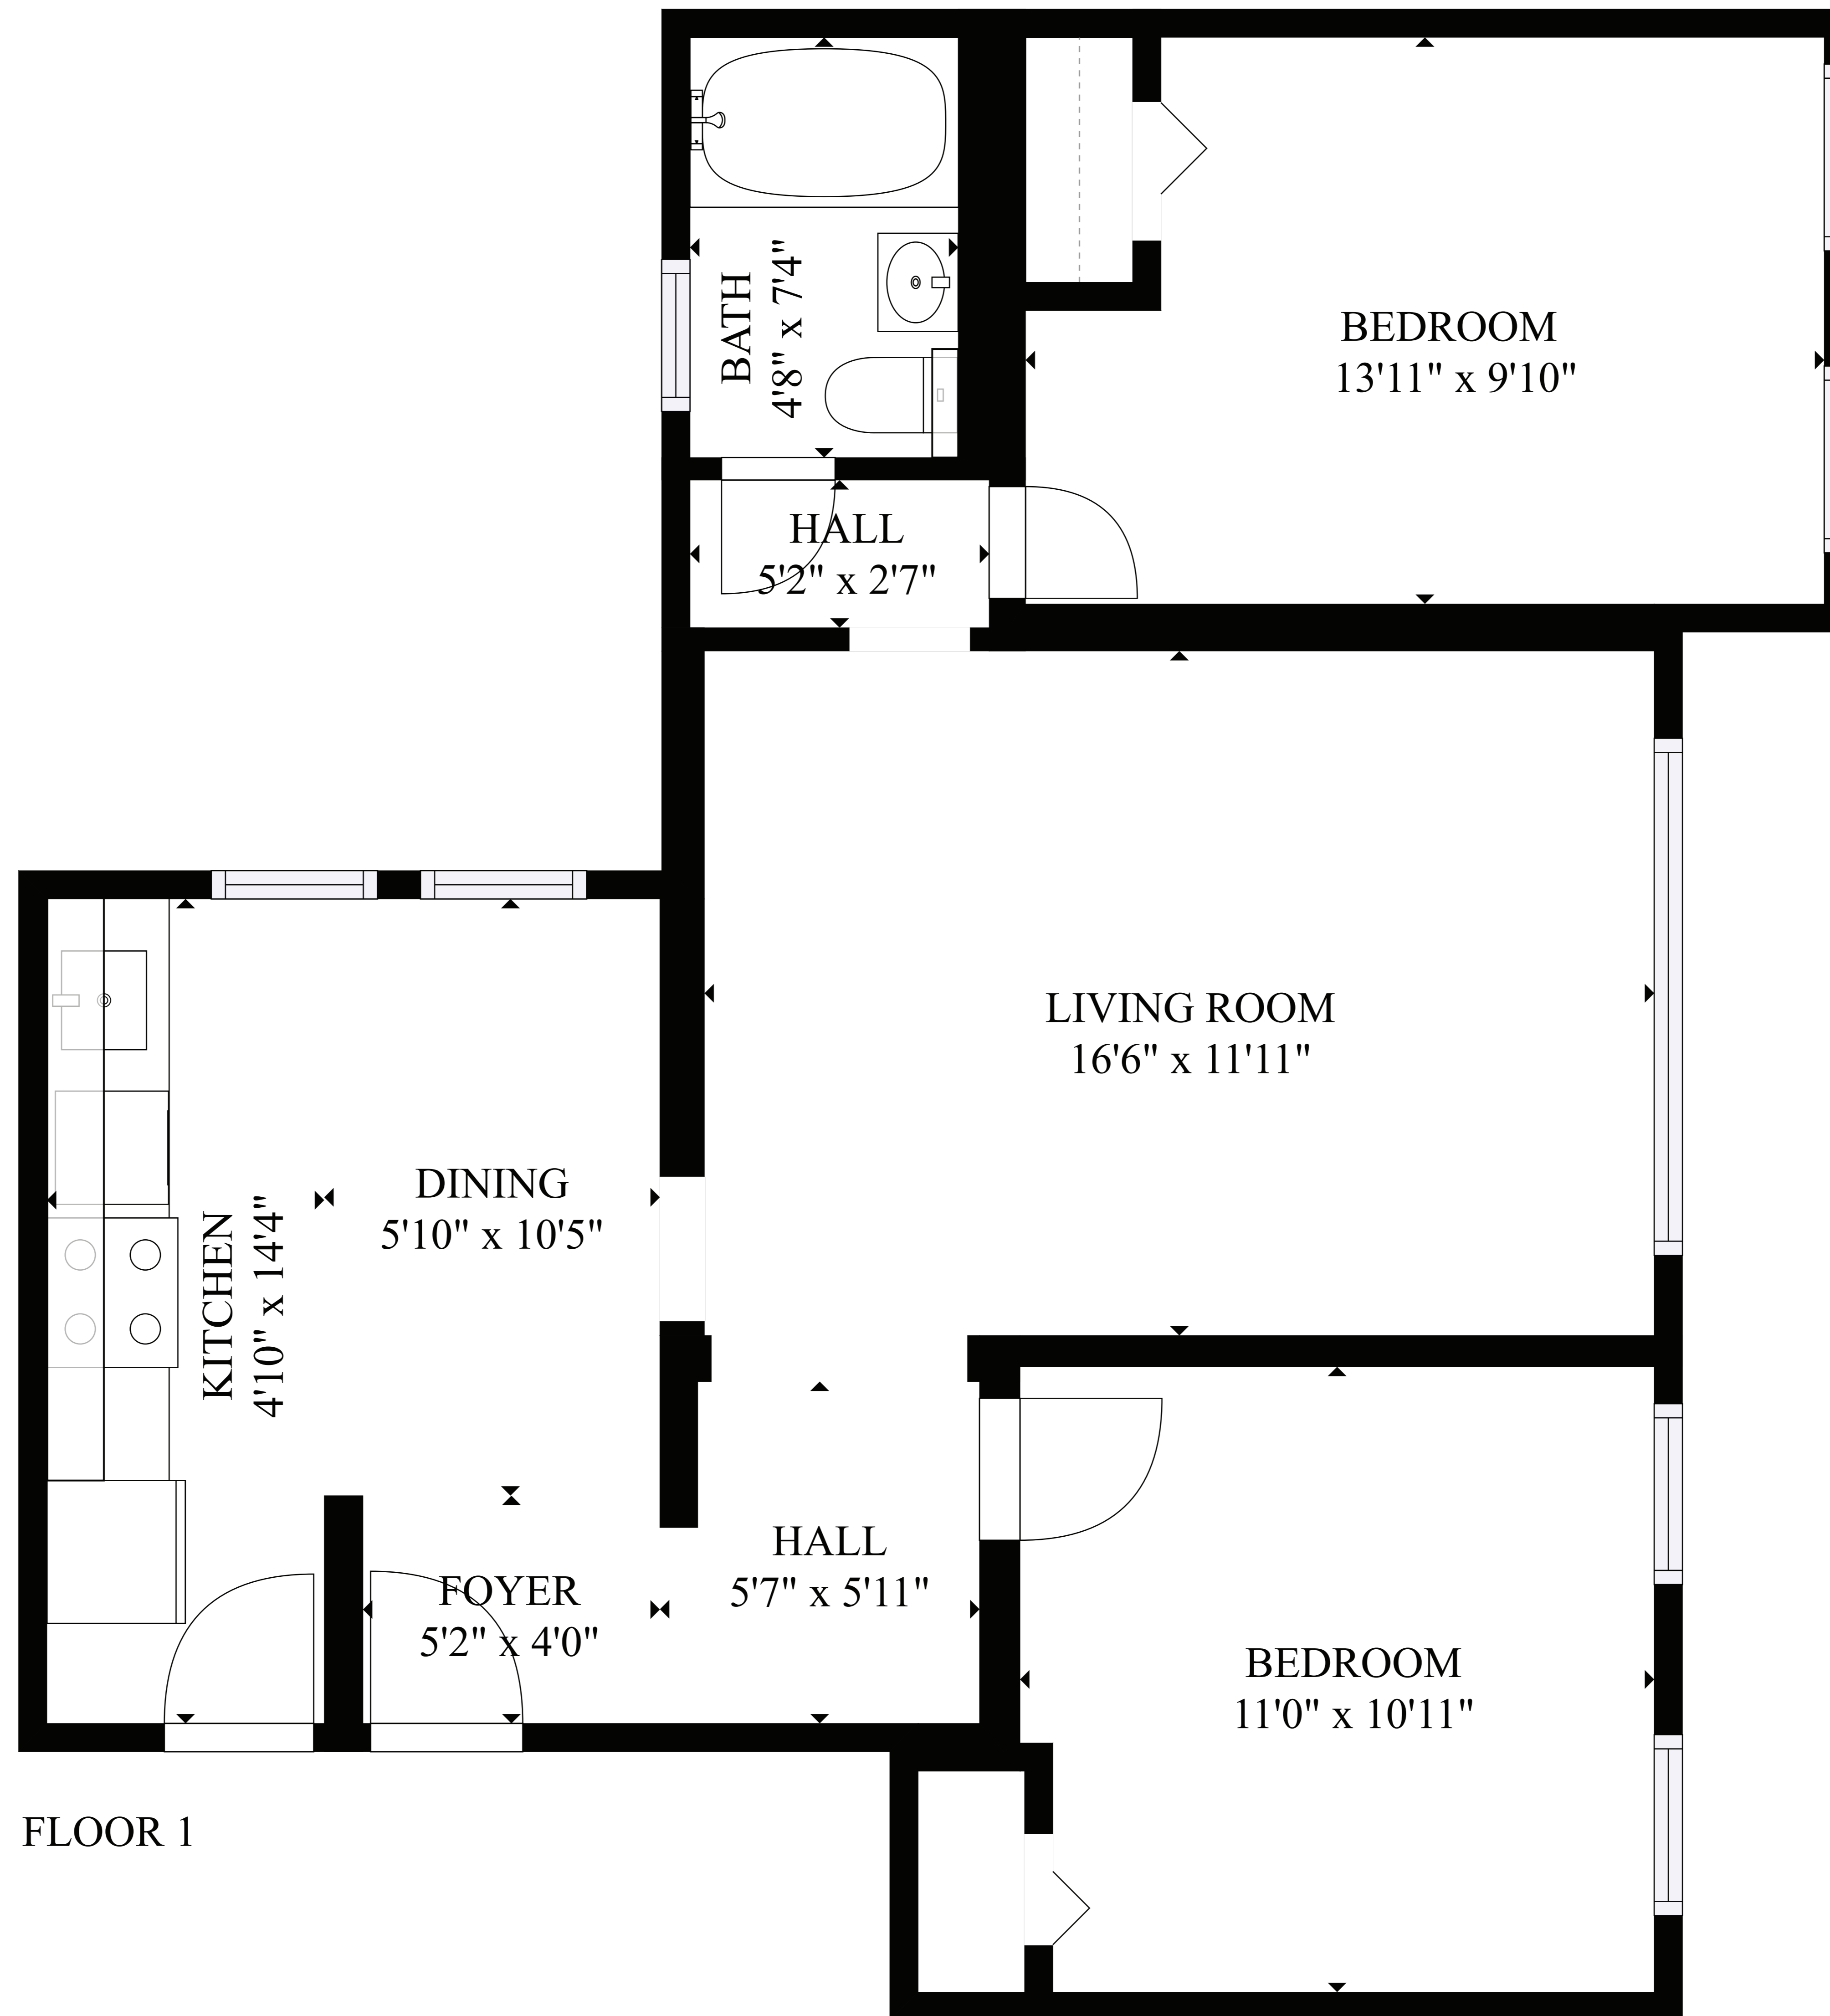 BATH
4'8" x 7'4"
BEDROOM
13'11" x 9'10"
HALL
5'2" x 2'7"
LIVING ROOM
16'6" x 11'11"
DINING
5'10" x 10'5"
KITCHEN
4'10" x 14'4"
HALL
5'7" x 5'11"
FOYER
5'2" x 4'0"
BEDROOM
11'0" x 10'11"
FLOOR 1